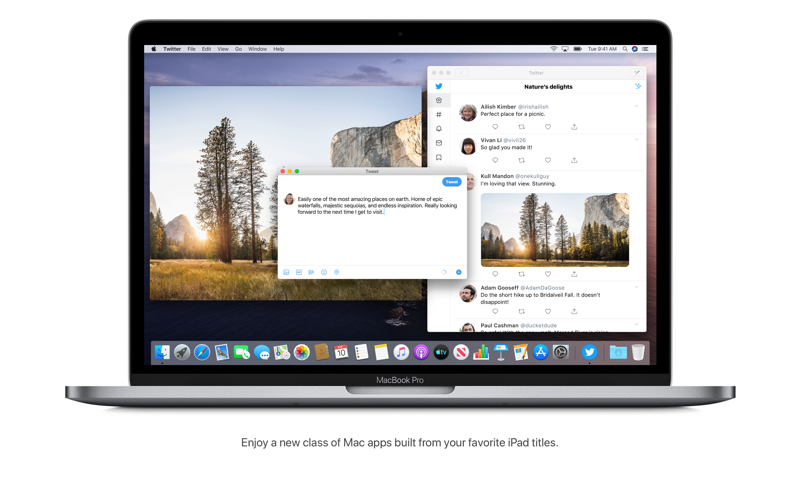 Twitter File Edit View Go Window Help
Tue 9:41 AM
Twitter
Nature's delights
Ailish Kimber @irishailish
Perfect place for a picnic.
Vivan Li @vivli26
So glad you made it!
Kull Mandon @onekullguy
I'm loving that view. Stunning.
Tweet
Tweet
Easily one of the most amazing places on earth. Home of epic
waterfalls, majestic sequoias, and endless inspiration. Really looking
forward to the next time I get to visit.
Adam Gooseff @AdamDaGoose
Do the short hike up to Bridalveil Fall. It doesn't
disappoint!
Paul Cashman @ducketdude
10
tv
MacBook Pro
Enjoy a new class of Mac apps built from your favorite iPad titles.